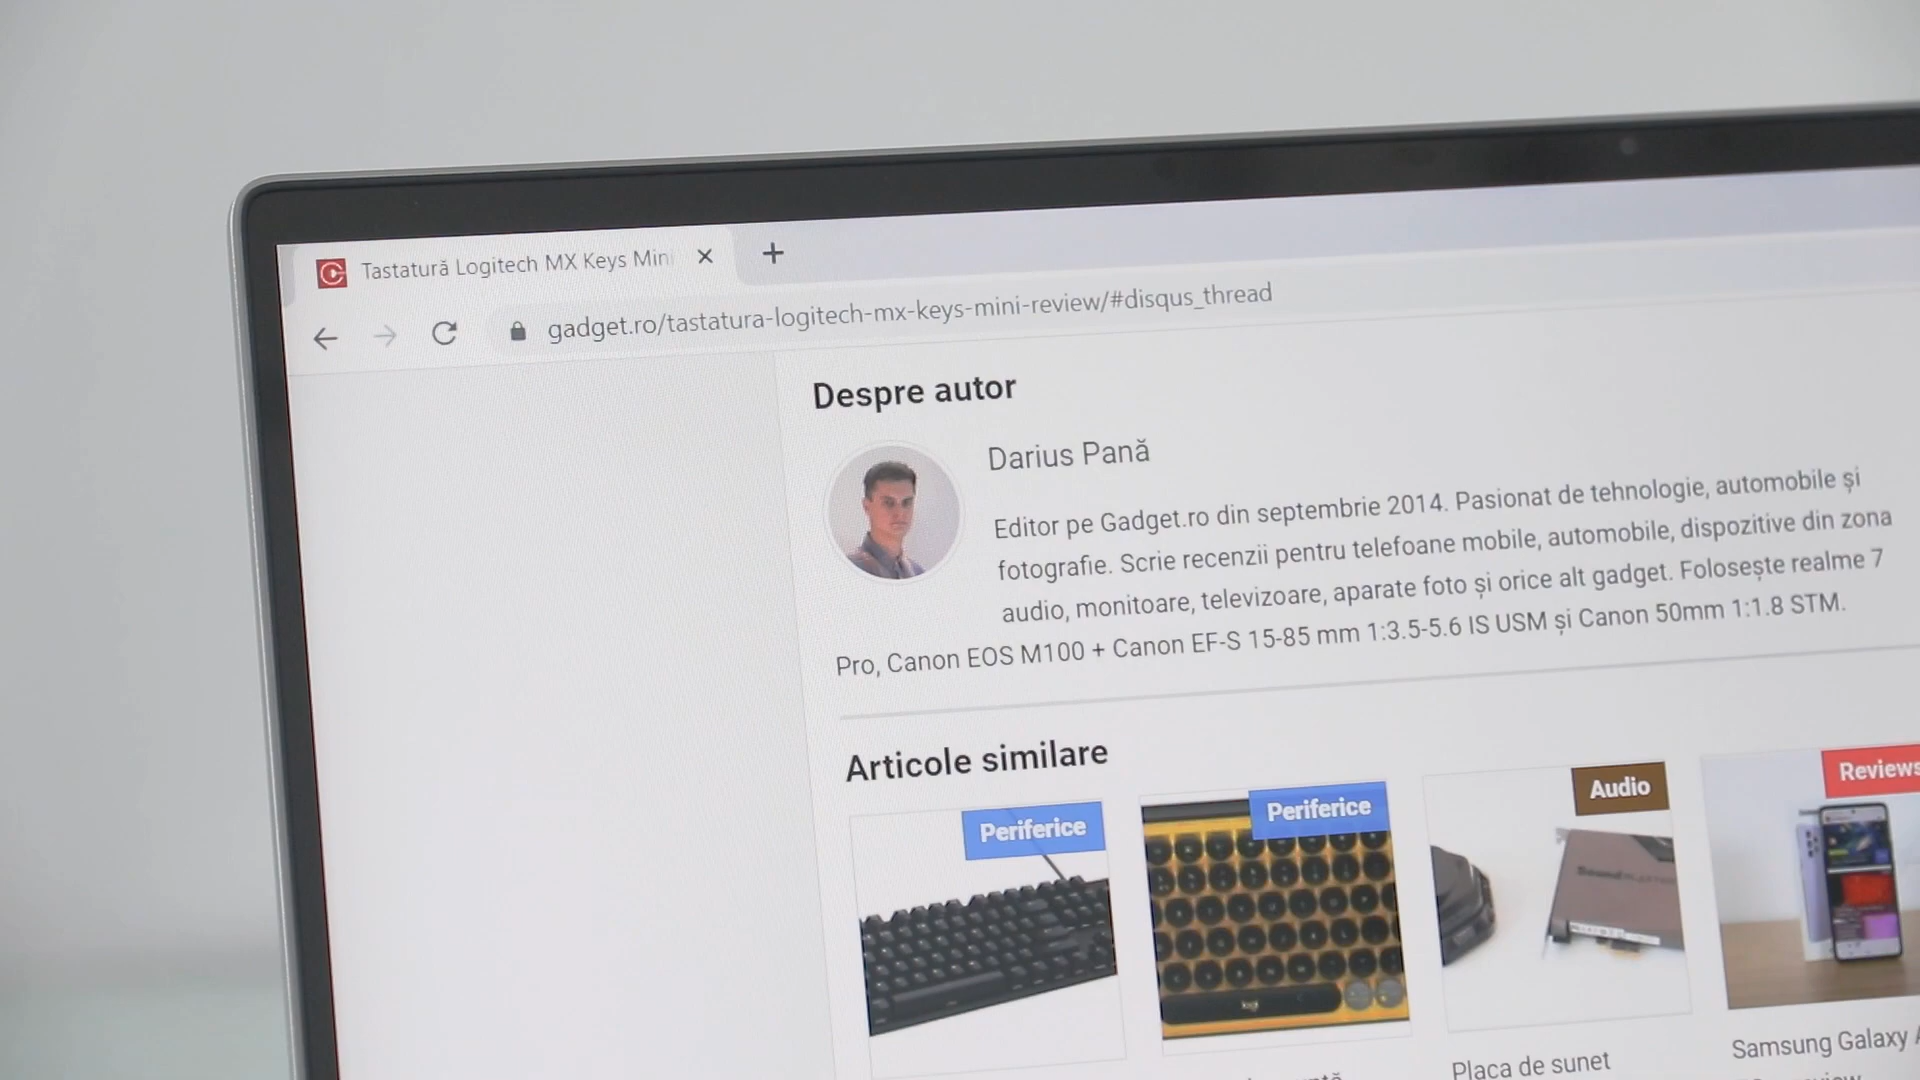 Tastatură Logitech MX Keys Mini
gadget.ro/tastatura-logitech-mx-keys-mini-review/#disqus_thread
Despre autor
Darius Pană
Editor pe Gadget.ro din septembrie 2014. Pasionat de tehnologie, automobile și
fotografie. Scrie recenzii pentru telefoane mobile, automobile, dispozitive din zona
audio, monitoare, televizoare, aparate foto și orice alt gadget. Folosește realme 7
Pro, Canon EOS M100 + Canon EF-S 15-85 mm 1:3.5-5.6 IS USM și Canon 50mm 1:1.8 STM.
Articole similare
Periferice
Periferice
Audio
Reviews
logi
Placa de sunet
Samsung Galaxy A